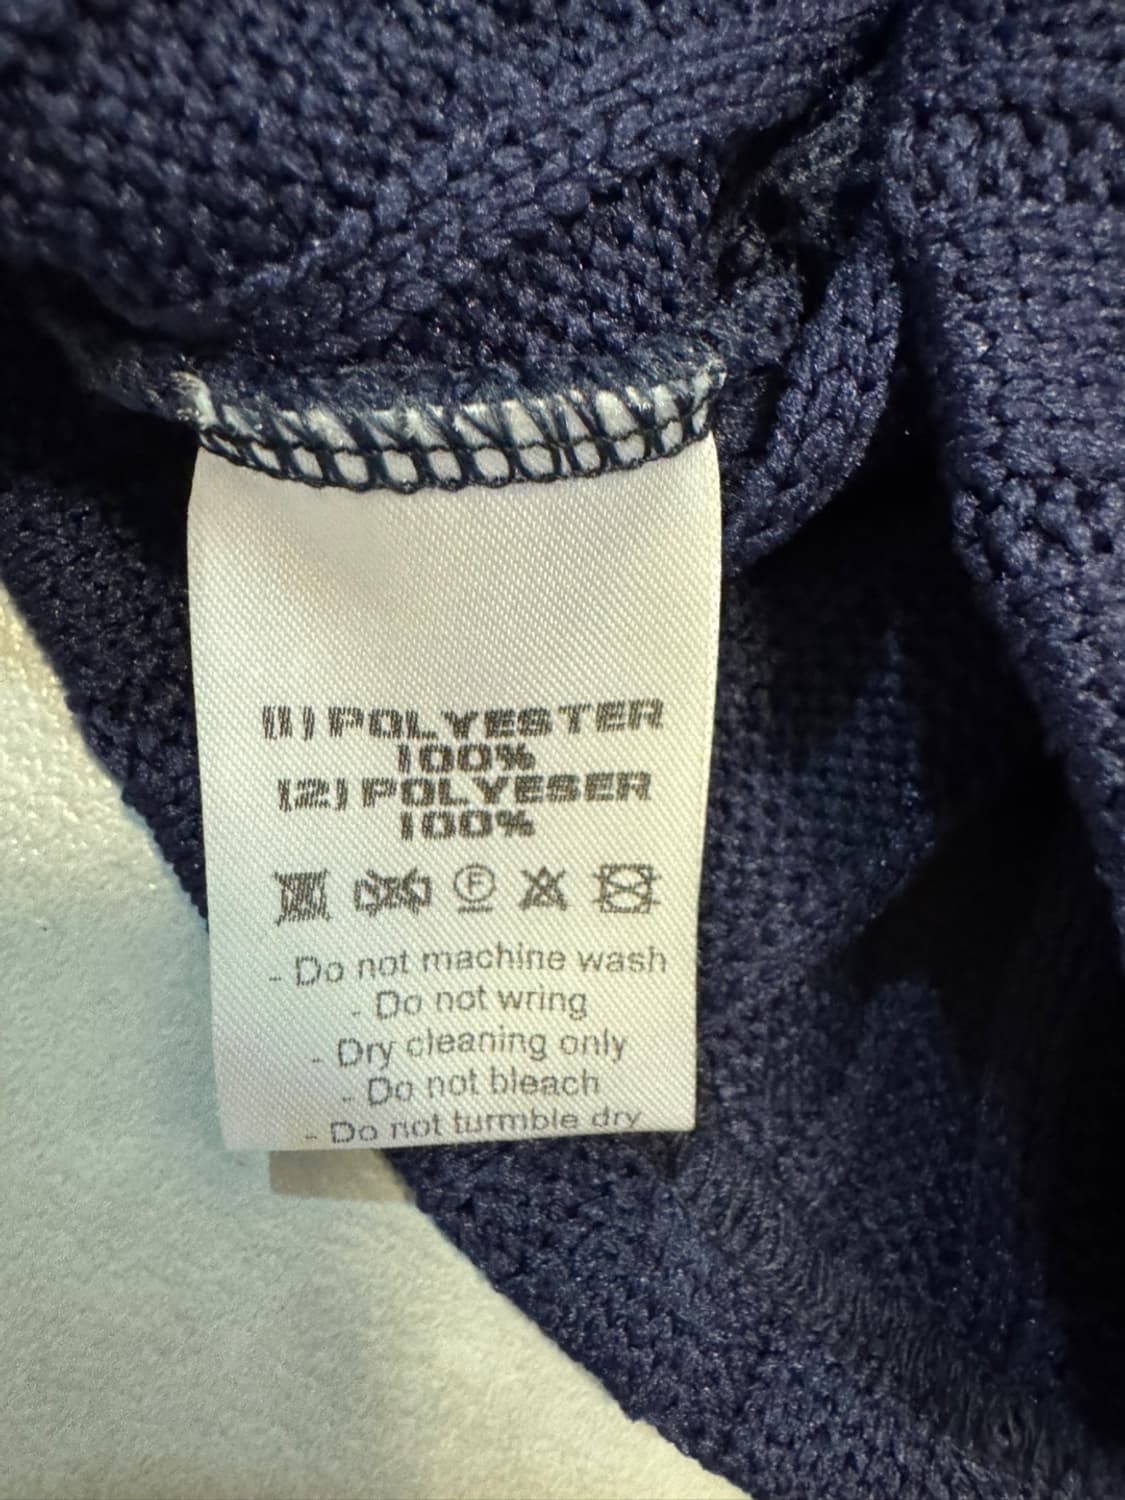 (1) POLYESTER
100%
(2) POLYESER
100%
F
- Do not machine wash
- Do not wring
- Dry cleaning only
- Do not bleach
- Do not turmble dry